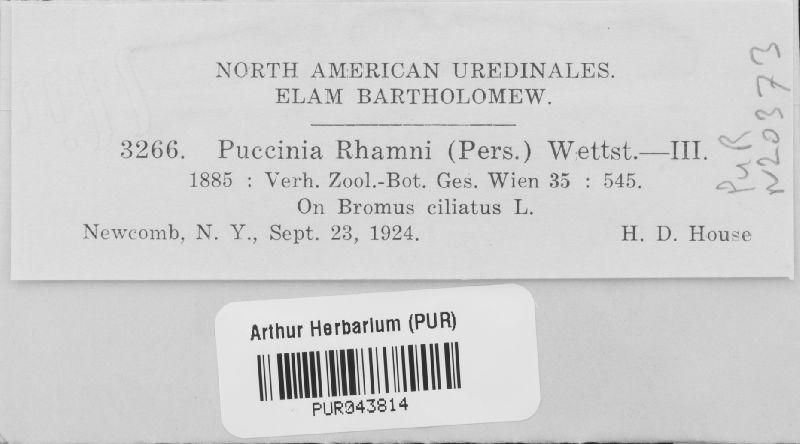 NORTH AMERICAN UREDINALES.
ELAM BARTHOLOMEW.
3266. Puccinia Rhamni (Pers.) Wettst.—III.
1885 : Verh. Zool.-Bot. Ges. Wien 35 : 545.
On Bromus ciliatus L.
Newcomb, N. Y., Sept. 23, 1924. H. D. House
PUR
N20373
Arthur Herbarium (PUR)
PUR043814